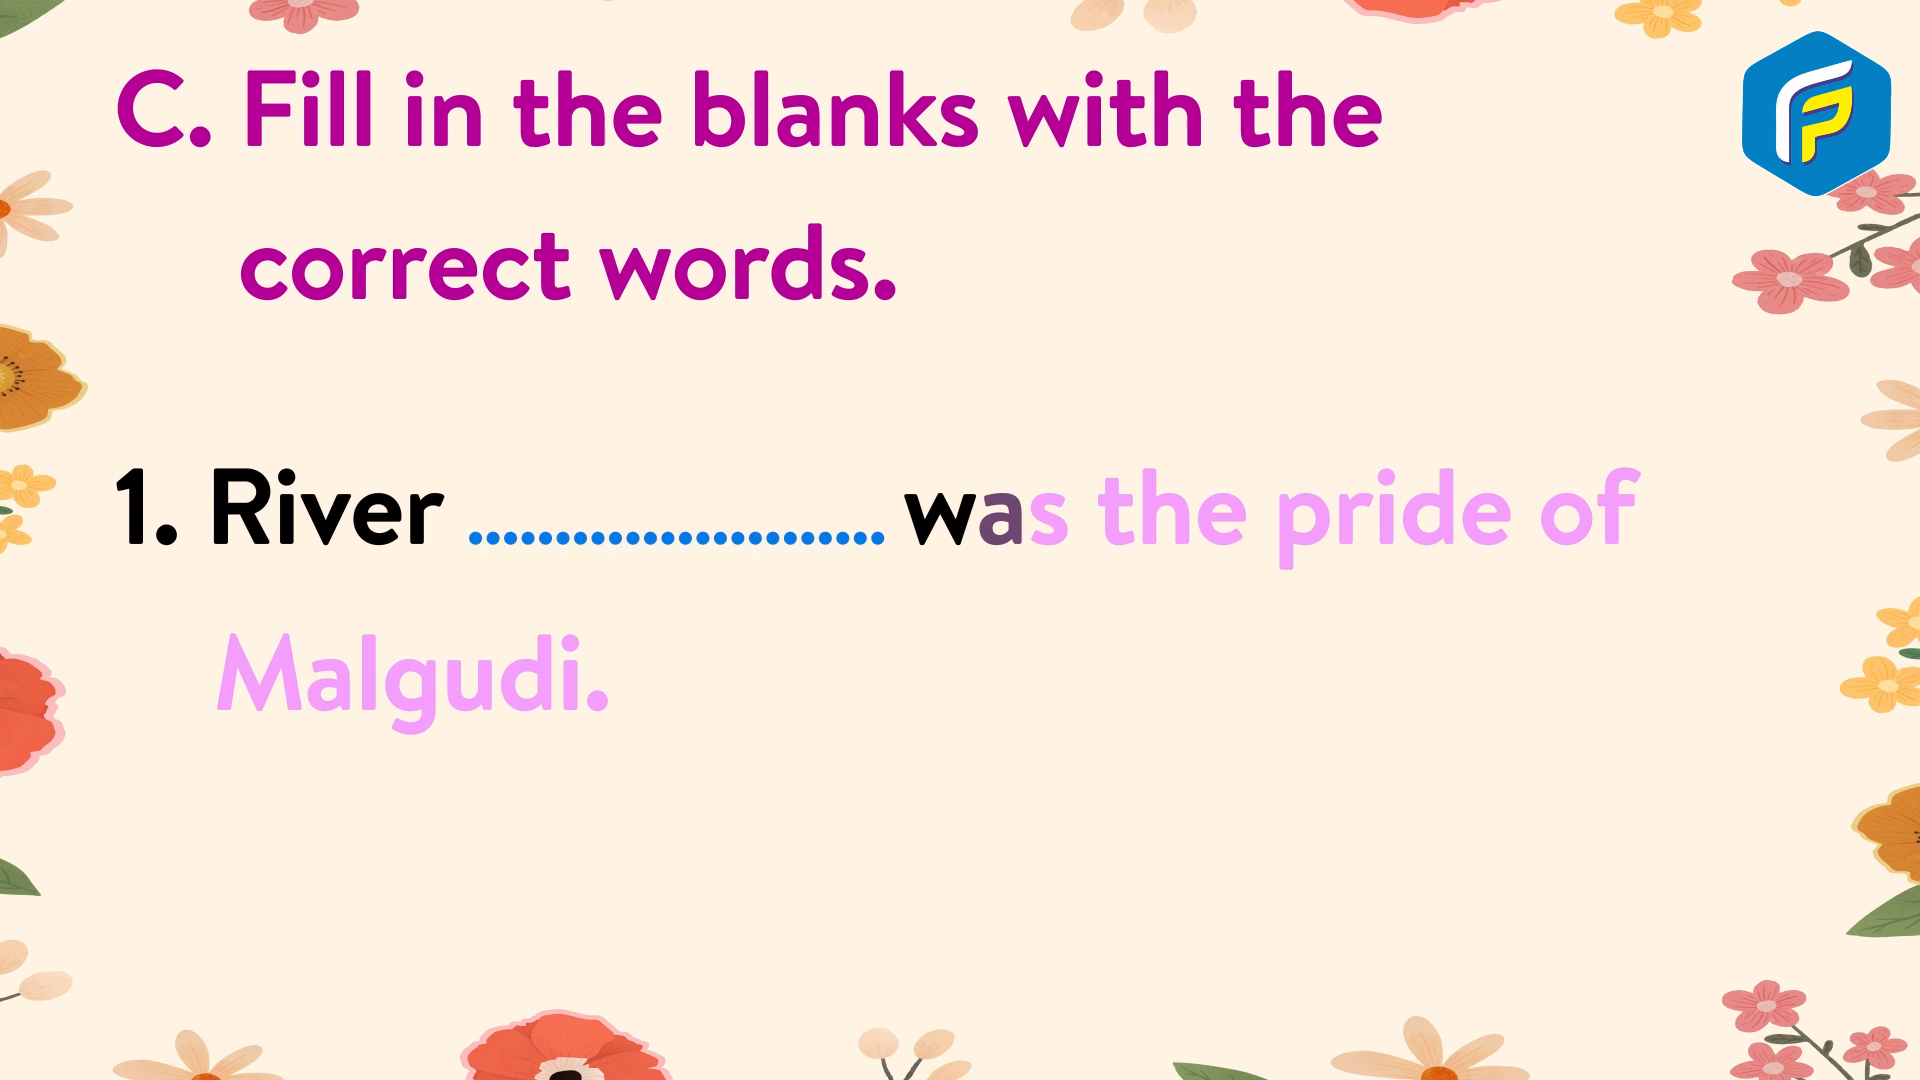 C. Fill in the blanks with the
correct words.
1. River ........................ was the pride of
Malgudi.